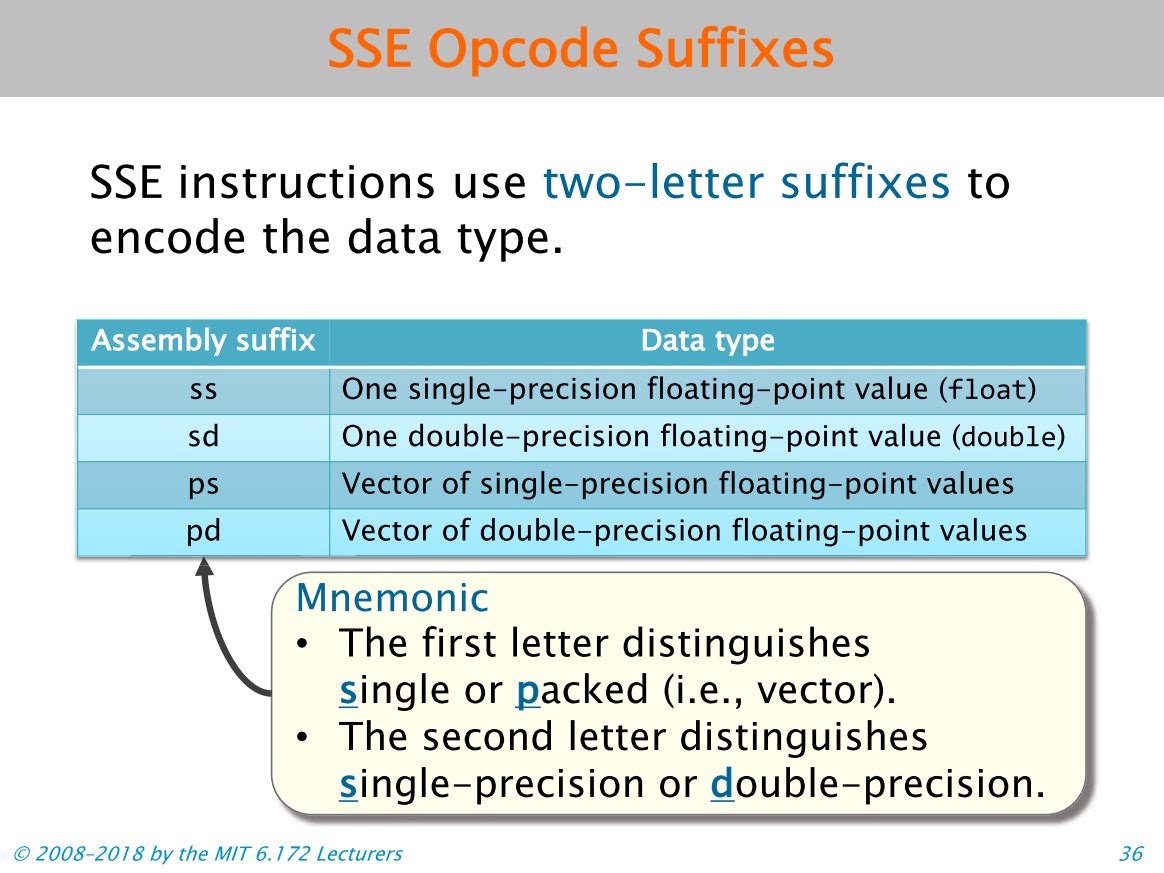 SSE Opcode Suffixes
SSE instructions use two-letter suffixes to
encode the data type.
Assembly suffix Data type
ss One single-precision floating-point value (float)
sd One double-precision floating-point value (double)
ps Vector of single-precision floating-point values
pd Vector of double-precision floating-point values
Mnemonic
• The first letter distinguishes
single or packed (i.e., vector).
• The second letter distinguishes
single-precision or double-precision.
© 2008–2018 by the MIT 6.172 Lecturers 36